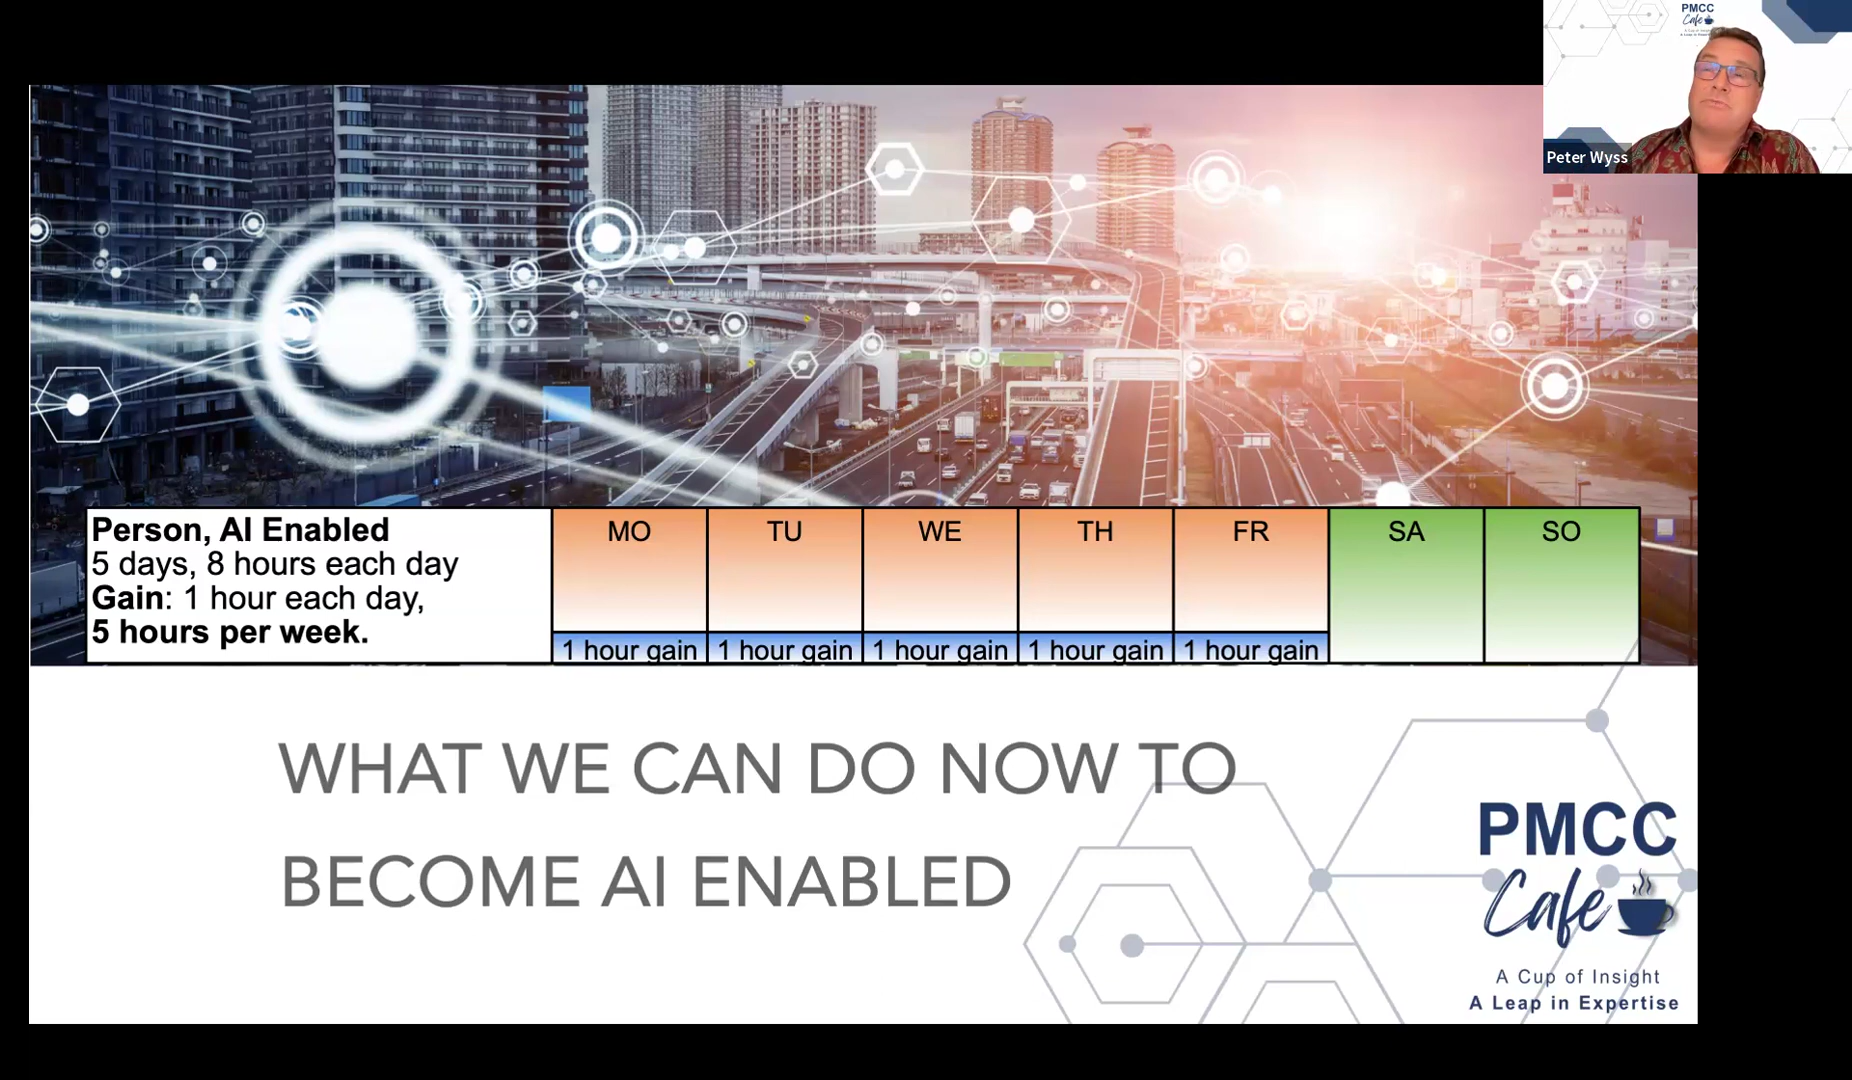 PMCC
Cafe
Peter Wyss
Person, AI Enabled
5 days, 8 hours each day
Gain: 1 hour each day,
5 hours per week.
MO TU WE TH FR SA SO
1 hour gain 1 hour gain 1 hour gain 1 hour gain 1 hour gain
WHAT WE CAN DO NOW TO
BECOME AI ENABLED
PMCC
Cafe
A Cup of Insight
A Leap in Expertise